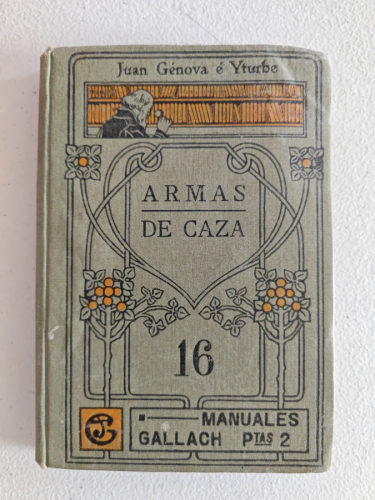 Juan Génova é Yturbe
ARMAS
DE CAZA
16
MANUALES
GALLACH PTAS 2